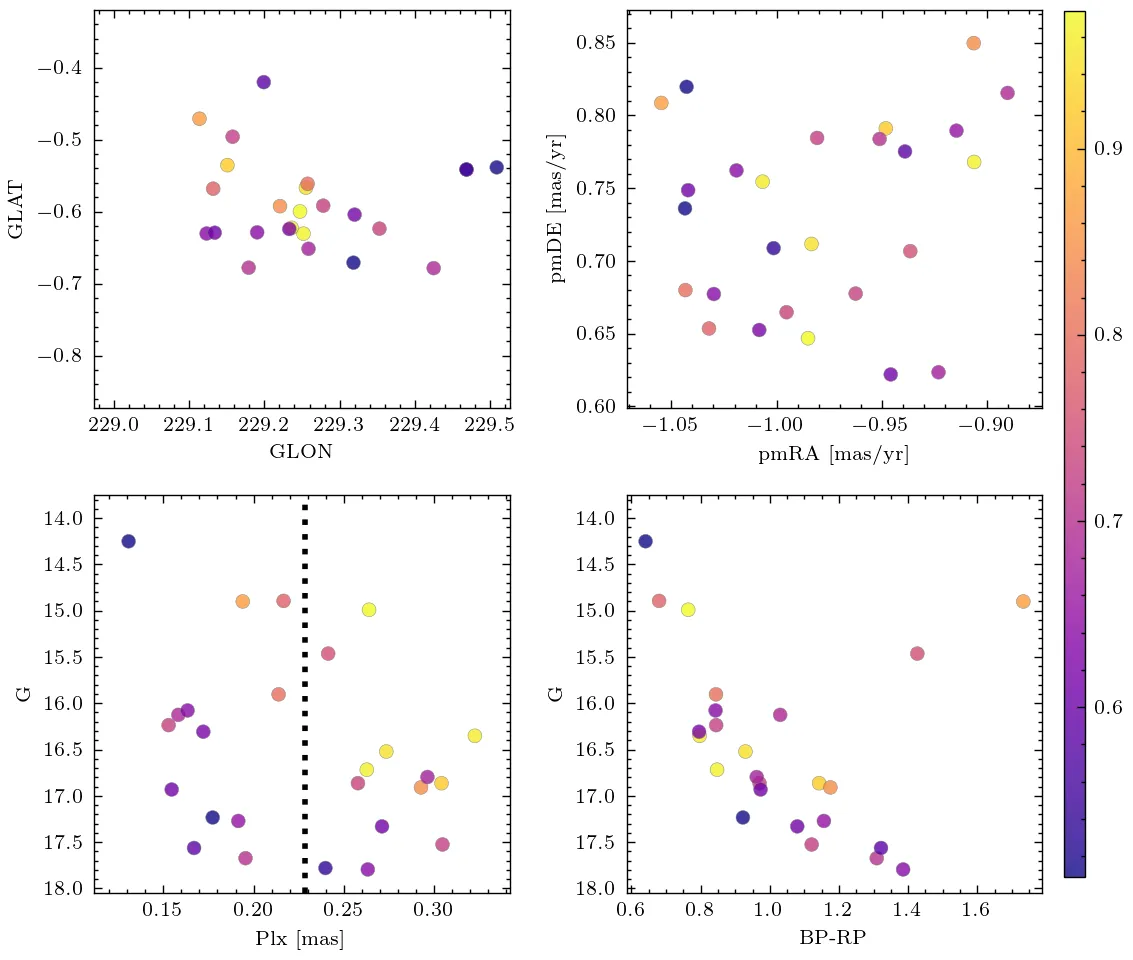 −0.4
−0.5
−0.6
−0.7
−0.8
GLAT
229.0 229.1 229.2 229.3 229.4 229.5
GLON
0.85
0.80
0.75
0.70
0.65
0.60
pmDE [mas/yr]
−1.05 −1.00 −0.95 −0.90
pmRA [mas/yr]
14.0
14.5
15.0
15.5
16.0
16.5
17.0
17.5
18.0
G
0.15 0.20 0.25 0.30
Plx [mas]
14.0
14.5
15.0
15.5
16.0
16.5
17.0
17.5
18.0
G
0.6 0.8 1.0 1.2 1.4 1.6
BP-RP
0.9
0.8
0.7
0.6